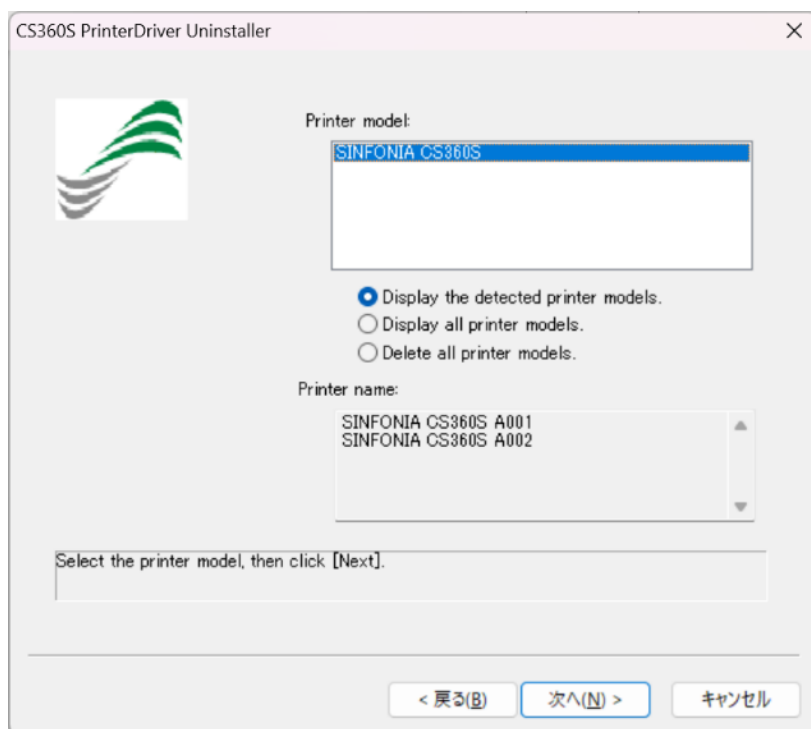 CS360S PrinterDriver Uninstaller
Printer model:
SINFONIA CS360S
Display the detected printer models.
Display all printer models.
Delete all printer models.
Printer name:
SINFONIA CS360S A001
SINFONIA CS360S A002
Select the printer model, then click [Next].
< 戻る(B)
次へ(N) >
キャンセル